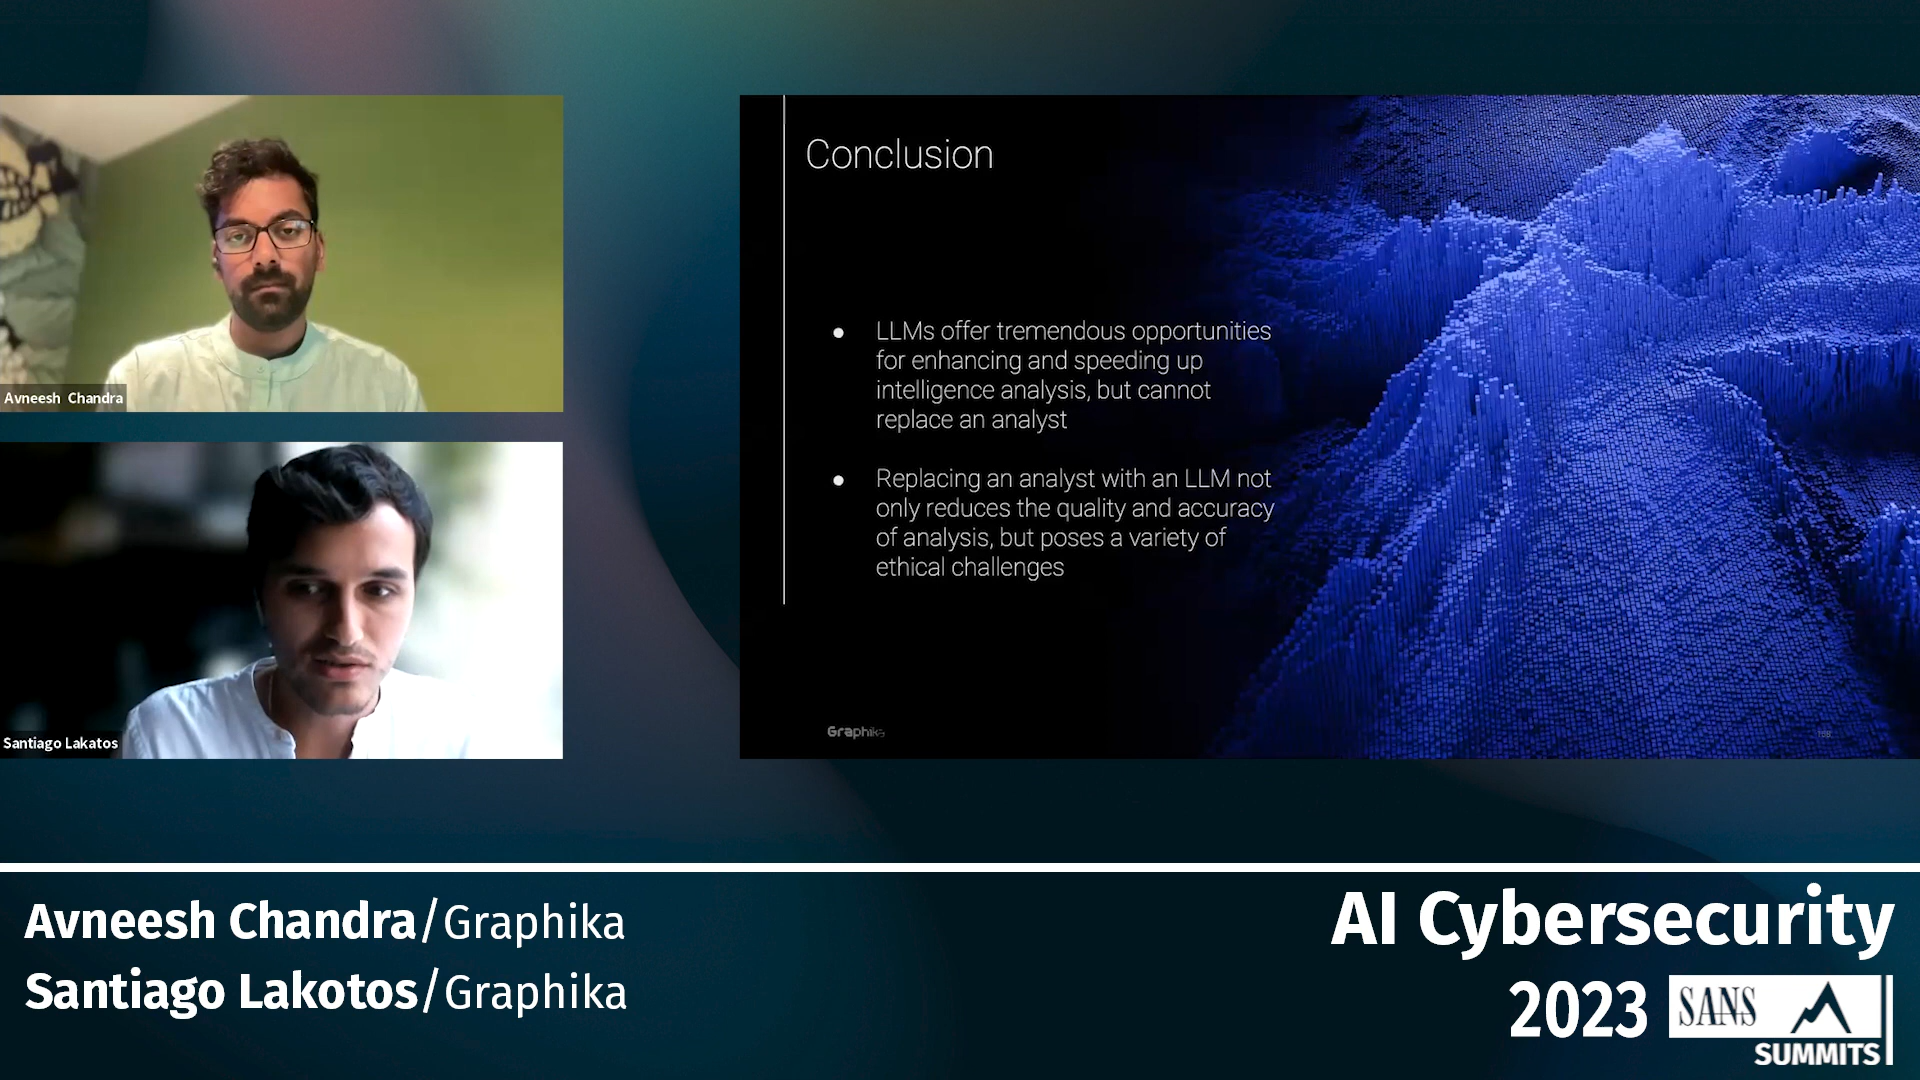 Avneesh Chandra
Santiago Lakatos
Conclusion
● LLMs offer tremendous opportunities
for enhancing and speeding up
intelligence analysis, but cannot
replace an analyst
● Replacing an analyst with an LLM not
only reduces the quality and accuracy
of analysis, but poses a variety of
ethical challenges
Graphika
Avneesh Chandra/Graphika
Santiago Lakotos/Graphika
AI Cybersecurity
2023
SANS
SUMMITS